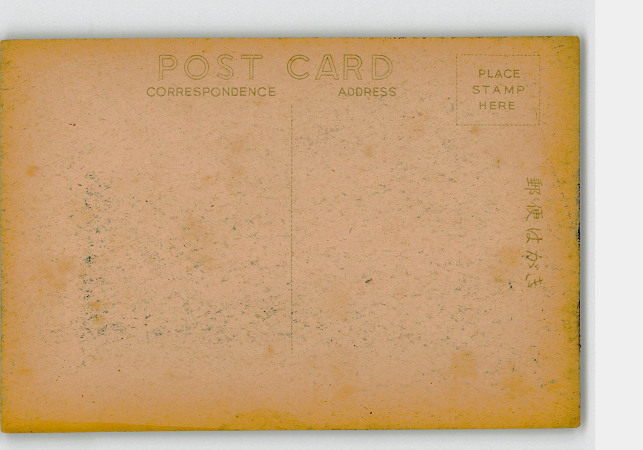 POST CARD
CORRESPONDENCE
ADDRESS
PLACE
STAMP
HERE
郵便はがき